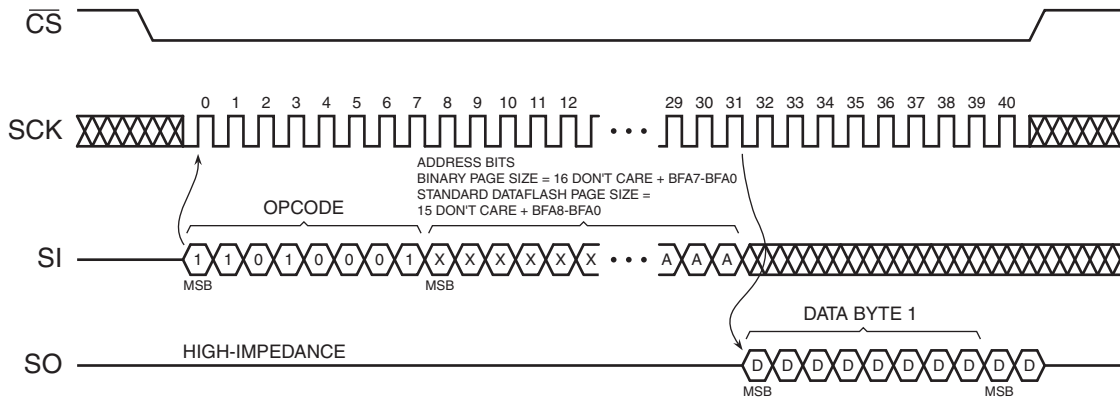 CS
SCK
0 1 2 3 4 5 6 7 8 9 10 11 12 29 30 31 32 33 34 35 36 37 38 39 40
ADDRESS BITS
BINARY PAGE SIZE = 16 DON'T CARE + BFA7-BFA0
STANDARD DATAFLASH PAGE SIZE =
15 DON'T CARE + BFA8-BFA0
OPCODE
SI
1 1 0 1 0 0 0 1 X X X X X X A A A
MSB MSB
DATA BYTE 1
SO
HIGH-IMPEDANCE
D D D D D D D D D D
MSB MSB